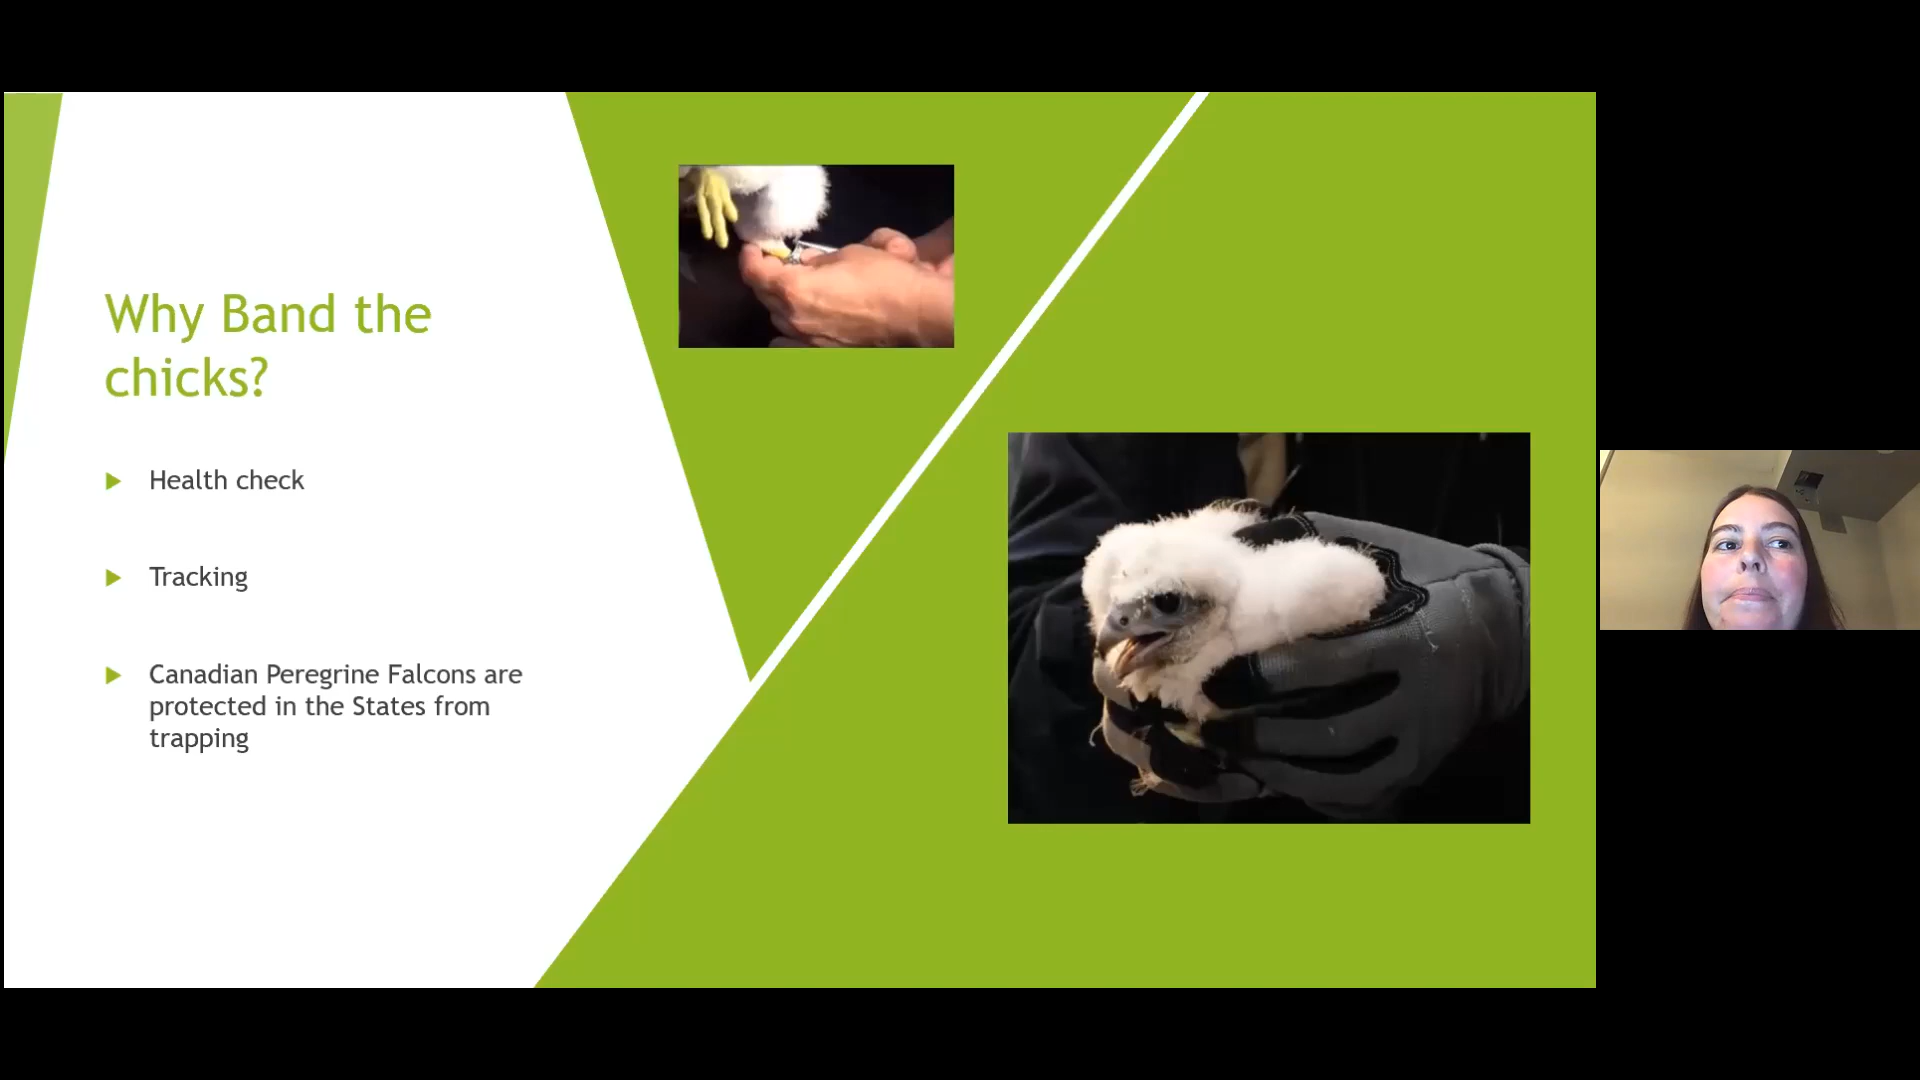 Why Band the
chicks?
Health check
Tracking
Canadian Peregrine Falcons are
protected in the States from
trapping